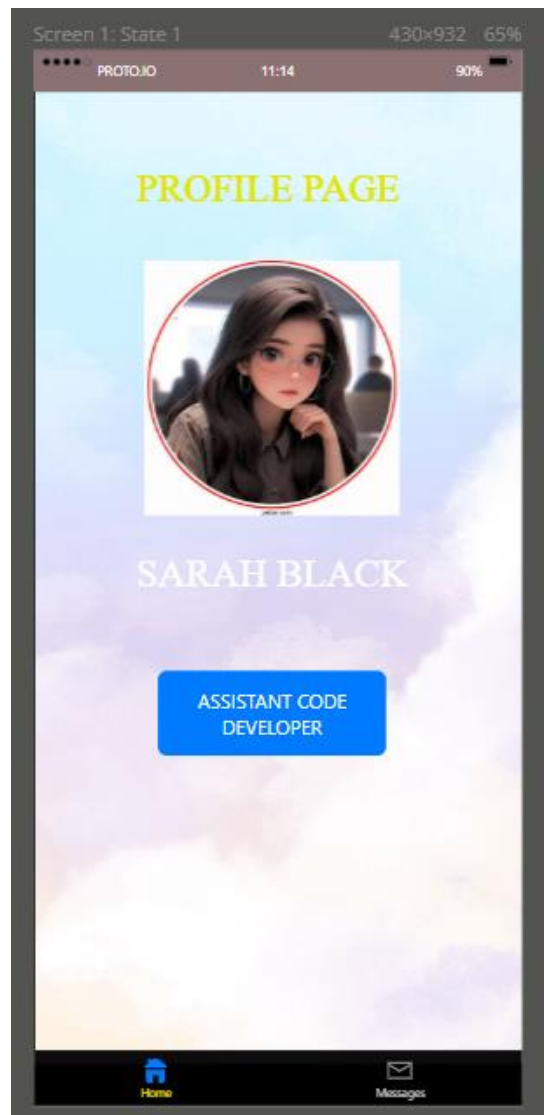 Screen 1: State 1 430×932 65%
PROTO.IO 11:14 90%
PROFILE PAGE
SARAH BLACK
ASSISTANT CODE
DEVELOPER
Home Messages